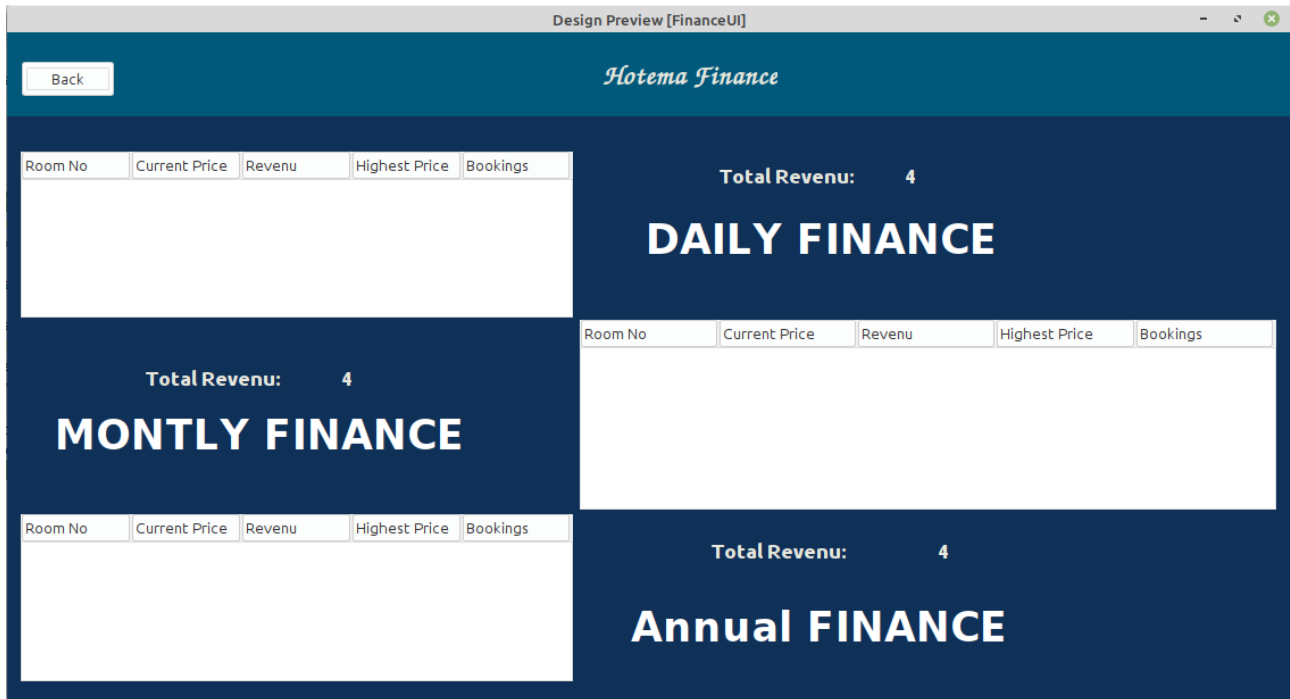 Design Preview [FinanceUI]
Back
Hotema Finance
Room No Current Price Revenu Highest Price Bookings
Total Revenu: 4
DAILY FINANCE
Room No Current Price Revenu Highest Price Bookings
Total Revenu: 4
MONTLY FINANCE
Room No Current Price Revenu Highest Price Bookings
Total Revenu: 4
Annual FINANCE